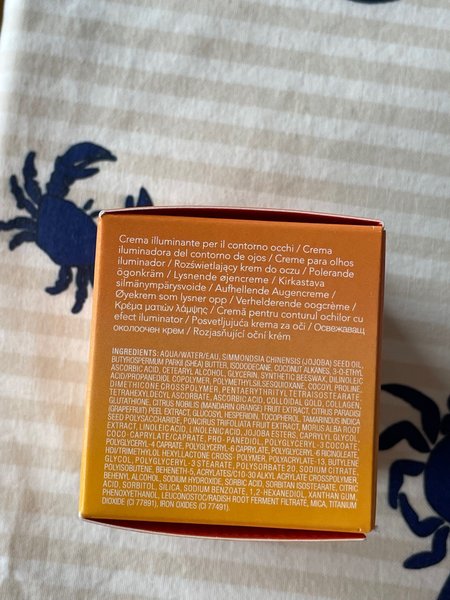 Crema illuminante per il contorno occhi / Crema
iluminadora del contorno de ojos / Creme para olhos
iluminador / Rozświetlający krem do oczu / Polerande
ögonkräm / Lysnende øjencreme / Kirkastava
silmänympärysvoide / Aufhellende Augencreme /
Øyekrem som lysner opp / Verhelderende oogcrème /
Κρέμα ματιών λάμψης / Cremă pentru conturul ochilor cu
efect iluminator / Posvetljujuća krema za oči / Освежаващ
околоочен крем / Rozjasňující oční krém
INGREDIENTS: AQUA/WATER/EAU, SIMMONDSIA CHINENSIS (JOJOBA) SEED OIL,
BUTYROSPERMUM PARKII (SHEA) BUTTER, ISODODECANE, COCONUT ALKANES, 3-O-ETHYL
ASCORBIC ACID, CETEARYL ALCOHOL, GLYCERIN, SYNTHETIC BEESWAX, DILINOLEIC
ACID/PROPANEDIOL COPOLYMER, POLYMETHYLSILSESQUIOXANE, COCOYL PROLINE,
DIMETHICONE CROSSPOLYMER, PENTAERYTHRITYL TETRAISOSTEARATE,
TETRAHEXYLDECYL ASCORBATE, ASCORBIC ACID, COLLOIDAL GOLD, COLLAGEN,
GLUTATHIONE, CITRUS NOBILIS (MANDARIN ORANGE) FRUIT EXTRACT, CITRUS PARADISI
(GRAPEFRUIT) PEEL EXTRACT, GLUCOSE, HESPERIDIN, TOCOPHEROL, TAMARINDUS INDICA
SEED POLYSACCHARIDE, PONCIRUS TRIFOLIATA FRUIT EXTRACT, MORUS ALBA ROOT
EXTRACT, LINOLEIC ACID, LINOLENIC ACID, JOJOBA ESTERS, CAPRYLYL GLYCOL,
COCO-CAPRYLATE/CAPRATE, PROPANEDIOL, POLYGLYCERYL-3 COCOATE,
POLYGLYCERYL-4 CAPRATE, POLYGLYCERYL-6 CAPRYLATE, POLYGLYCERYL-6 RICINOLEATE,
HDI/TRIMETHYLOL HEXYLLACTONE CROSSPOLYMER, POLYACRYLATE-13, BUTYLENE
GLYCOL, POLYGLYCERYL-3 STEARATE, POLYSORBATE 20, SODIUM CITRATE,
POLYISOBUTENE, BEHENETH-5, ACRYLATES/C10-30 ALKYL ACRYLATE CROSSPOLYMER,
BEHENYL ALCOHOL, SODIUM HYDROXIDE, SORBIC ACID, SORBITAN ISOSTEARATE, CITRIC
ACID, SORBITOL, SILICA, SODIUM BENZOATE, 1,2-HEXANEDIOL, XANTHAN GUM,
PHENOXYETHANOL, LEUCONOSTOC/RADISH ROOT FERMENT FILTRATE, MICA, TITANIUM
DIOXIDE (CI 77891), IRON OXIDES (CI 77491).